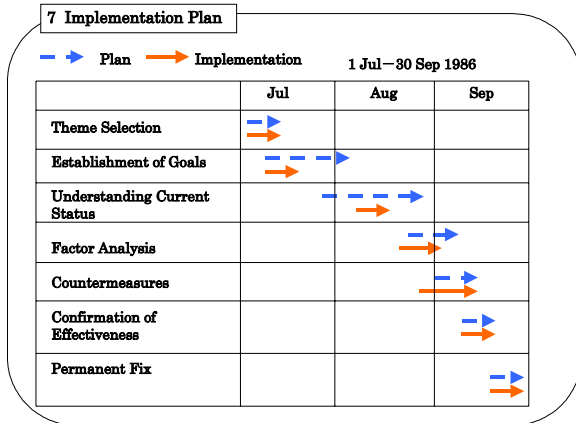 7 Implementation Plan
Plan
Implementation
1 Jul－30 Sep 1986
Jul
Aug
Sep
Theme Selection
Establishment of Goals
Understanding Current
Status
Factor Analysis
Countermeasures
Confirmation of
Effectiveness
Permanent Fix